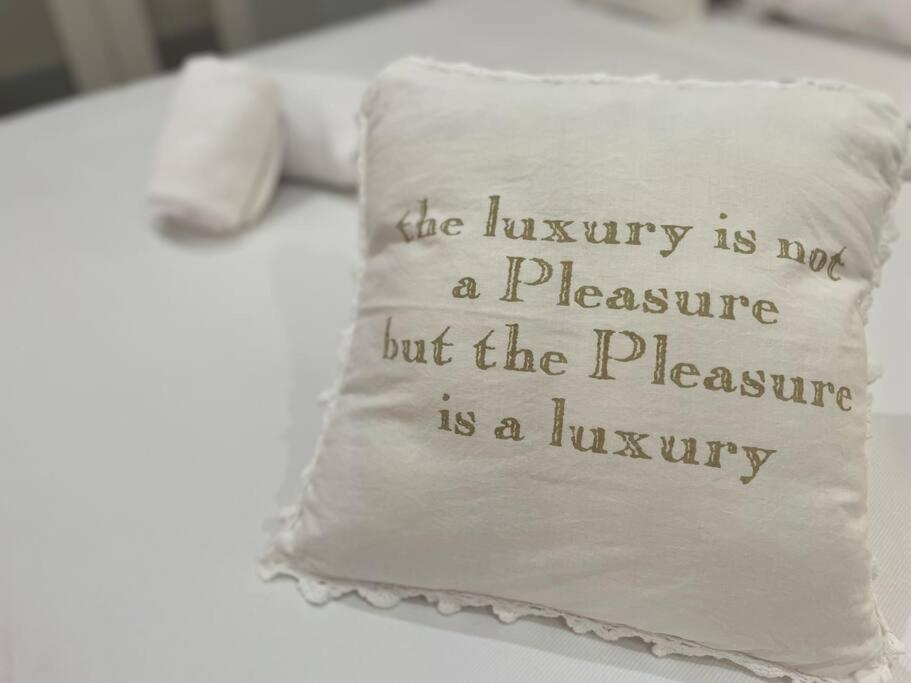 the luxury is not
a Pleasure
but the Pleasure
is a luxury